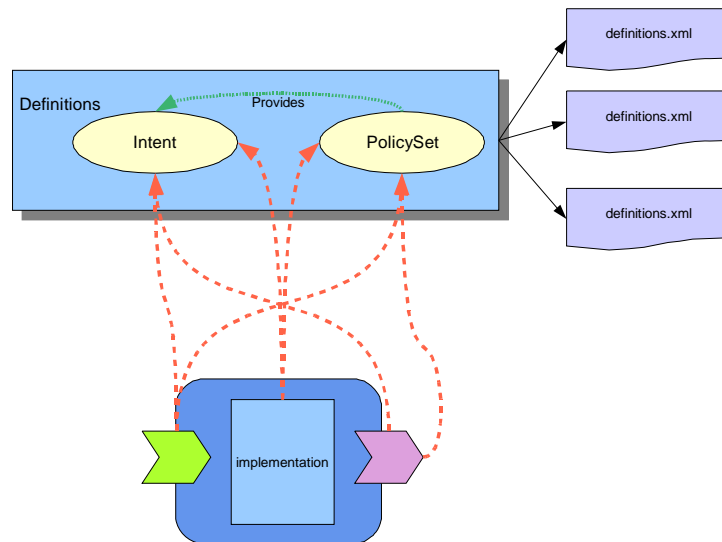 definitions.xml
Definitions
Provides
definitions.xml
Intent
PolicySet
definitions.xml
implementation